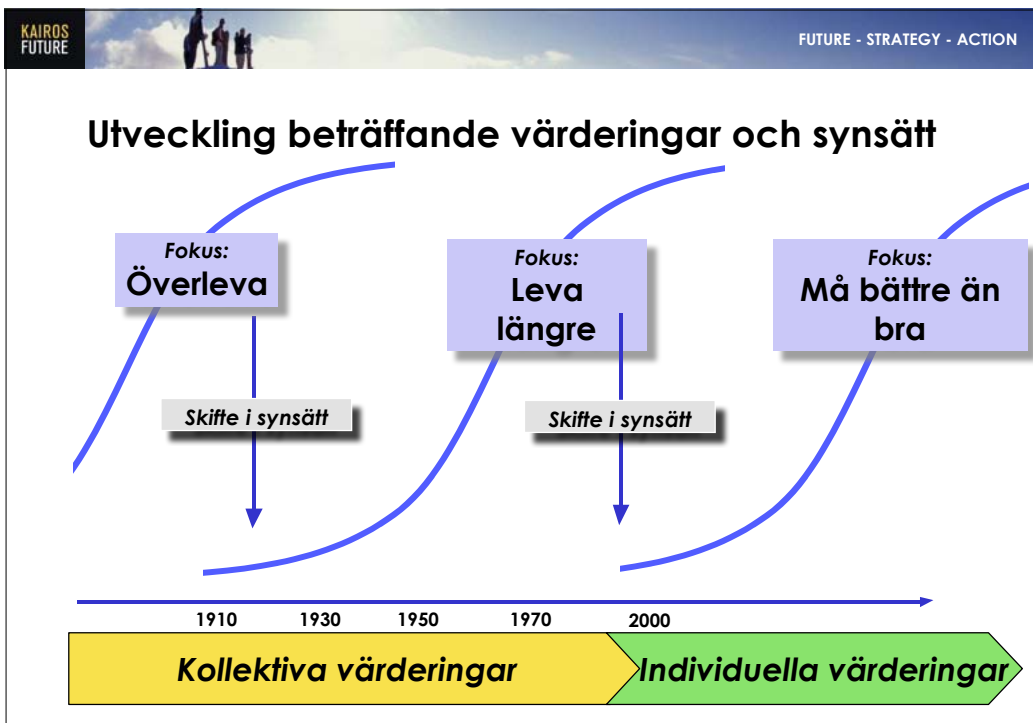 KAIROS
FUTURE
FUTURE - STRATEGY - ACTION
Utveckling beträffande värderingar och synsätt
Fokus:
Överleva
Fokus:
Leva
längre
Fokus:
Må bättre än
bra
Skifte i synsätt
Skifte i synsätt
1910 1930 1950 1970 2000
Kollektiva värderingar
Individuella värderingar